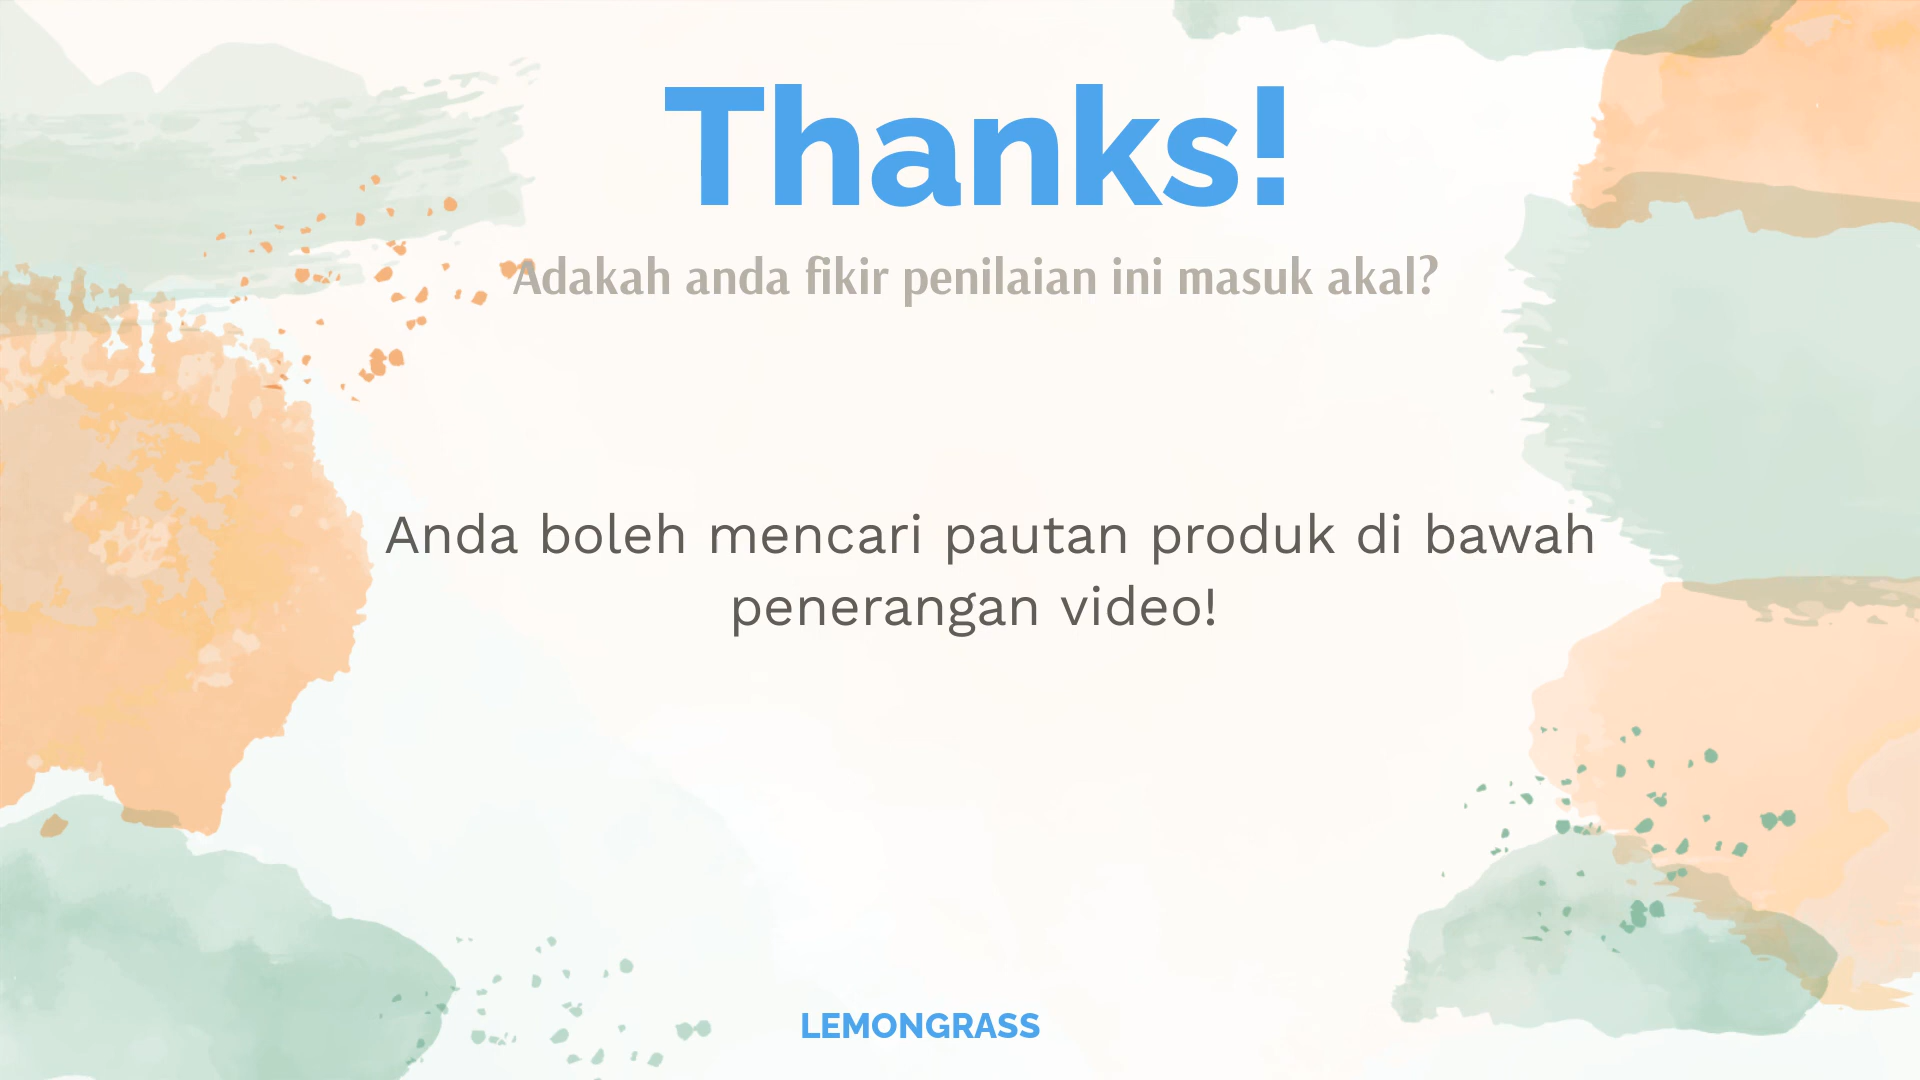 Thanks!
Adakah anda fikir penilaian ini masuk akal?
Anda boleh mencari pautan produk di bawah
penerangan video!
LEMONGRASS